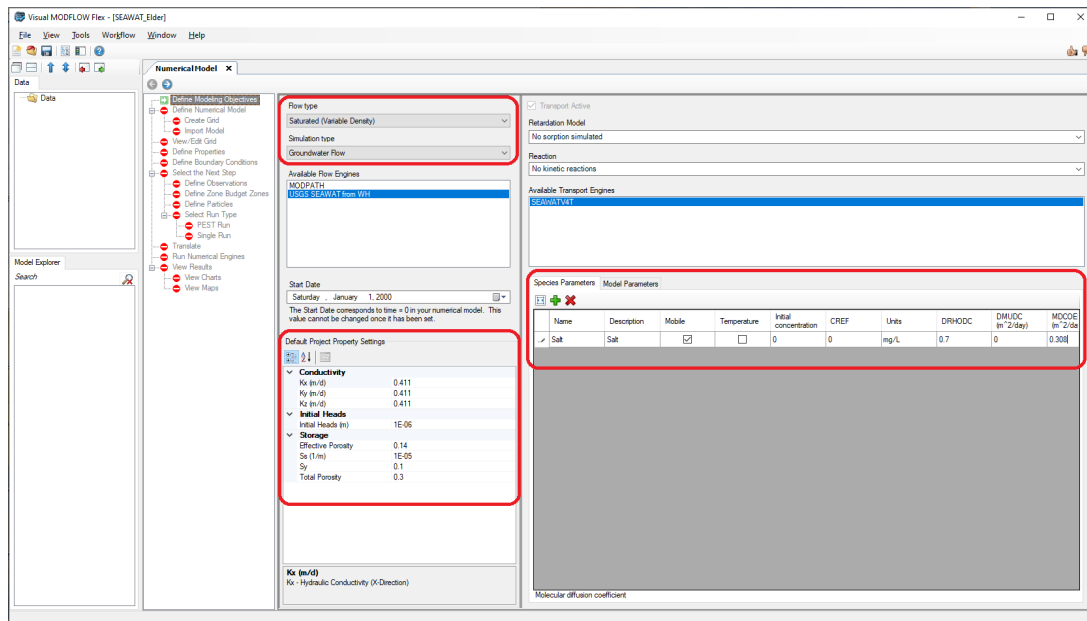 Visual MODFLOW Flex - [SEAWAT_Elder]
File View Tools Workflow Window Help
Data
Data
Model Explorer
Search
Numerical Model X
Define Modeling Objectives
Define Numerical Model
Create Grid
Import Model
View/Edit Grid
Define Properties
Define Boundary Conditions
Select the Next Step
Define Observations
Define Zone Budget Zones
Define Particles
Select Run Type
PEST Run
Single Run
Translate
Run Numerical Engines
View Results
View Charts
View Maps
Flow type
Saturated (Variable Density)
Simulation type
Groundwater Flow
Available Flow Engines
MODPATH
USGS SEAWAT from WH
Start Date
Saturday , January 1, 2000
The Start Date corresponds to time = 0 in your numerical model. This
value cannot be changed once it has been set.
Default Project Property Settings
Conductivity
Kx (m/d) 0.411
Ky (m/d) 0.411
Kz (m/d) 0.411
Initial Heads
Initial Heads (m) 1E-06
Storage
Effective Porosity 0.14
Ss (1/m) 1E-05
Sy 0.1
Total Porosity 0.3
Kx (m/d)
Kx - Hydraulic Conductivity (X-Direction)
Transport Active
Retardation Model
No sorption simulated
Reaction
No kinetic reactions
Available Transport Engines
SEAWATV4T
Species Parameters Model Parameters
Name Description Mobile Temperature Initial concentration CREF Units DRHODC DMUDC (m^2/day) MDCOE (m^2/da
Salt Salt 0 0 mg/L 0.7 0 0.308
Molecular diffusion coefficient